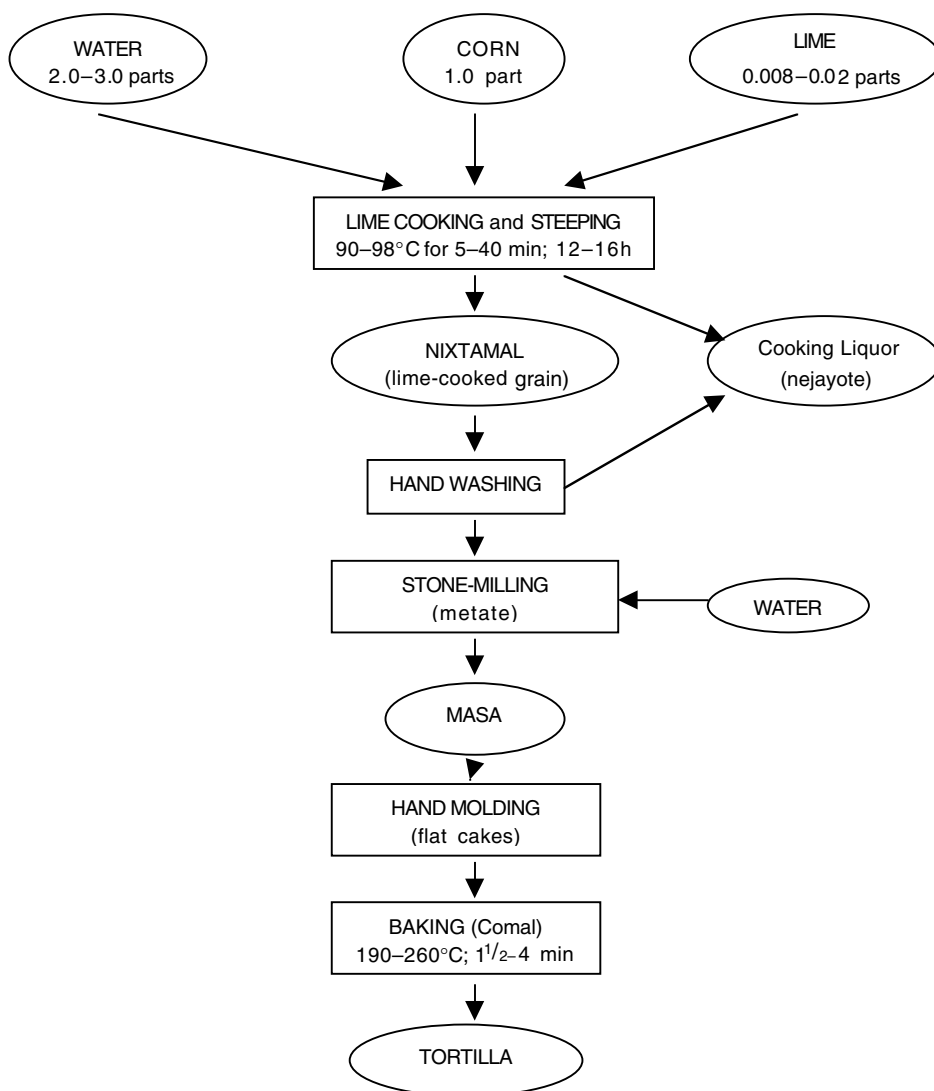 WATER
2.0–3.0 parts
CORN
1.0 part
LIME
0.008–0.02 parts
LIME COOKING and STEEPING
90–98°C for 5–40 min; 12–16h
NIXTAMAL
(lime-cooked grain)
Cooking Liquor
(nejayote)
HAND WASHING
STONE-MILLING
(metate)
WATER
MASA
HAND MOLDING
(flat cakes)
BAKING (Comal)
190–260°C; 1 1/2–4 min
TORTILLA